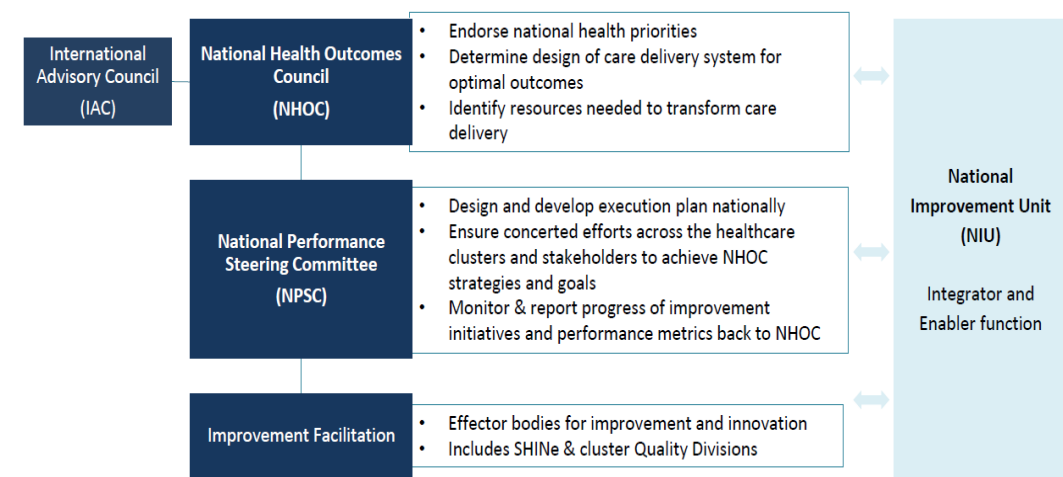 International
Advisory Council
(IAC)
National Health Outcomes
Council
(NHOC)
• Endorse national health priorities
• Determine design of care delivery system for
optimal outcomes
• Identify resources needed to transform care
delivery
National Performance
Steering Committee
(NPSC)
• Design and develop execution plan nationally
• Ensure concerted efforts across the healthcare
clusters and stakeholders to achieve NHOC
strategies and goals
• Monitor & report progress of improvement
initiatives and performance metrics back to NHOC
Improvement Facilitation
• Effector bodies for improvement and innovation
• Includes SHINe & cluster Quality Divisions
National
Improvement Unit
(NIU)
Integrator and
Enabler function